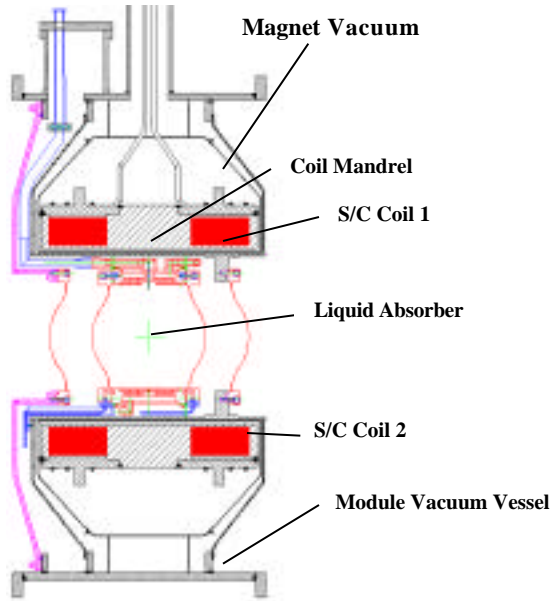 Magnet Vacuum
Coil Mandrel
S/C Coil 1
Liquid Absorber
S/C Coil 2
Module Vacuum Vessel